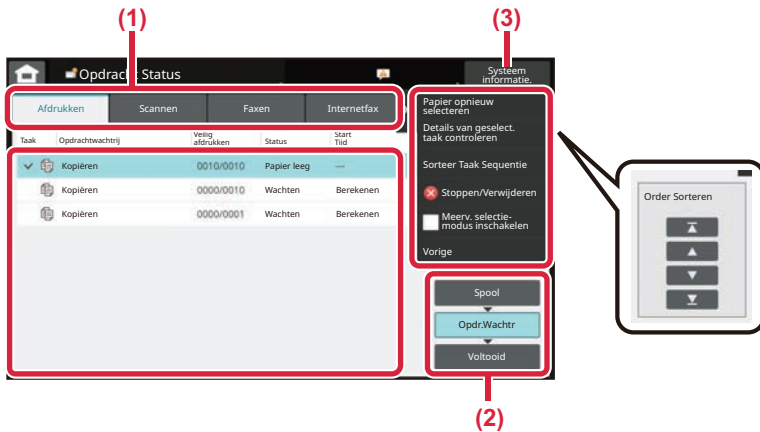 (1)
(3)
Opdracht Status
Systeem
informatie.
Afdrukken Scannen Faxen Internetfax
Taak Opdrachtwachtrij Veilig afdrukken Status Start Tijd
Kopiëren 0010/0010 Papier leeg —
Kopiëren 0000/0010 Wachten Berekenen
Kopiëren 0000/0001 Wachten Berekenen
Papier opnieuw
selecteren
Details van geselect.
taak controleren
Sorteer Taak Sequentie
Stoppen/Verwijderen
Meerv. selectie-
modus inschakelen
Vorige
Spool
Opdr.Wachtr
Voltooid
(2)
Order Sorteren